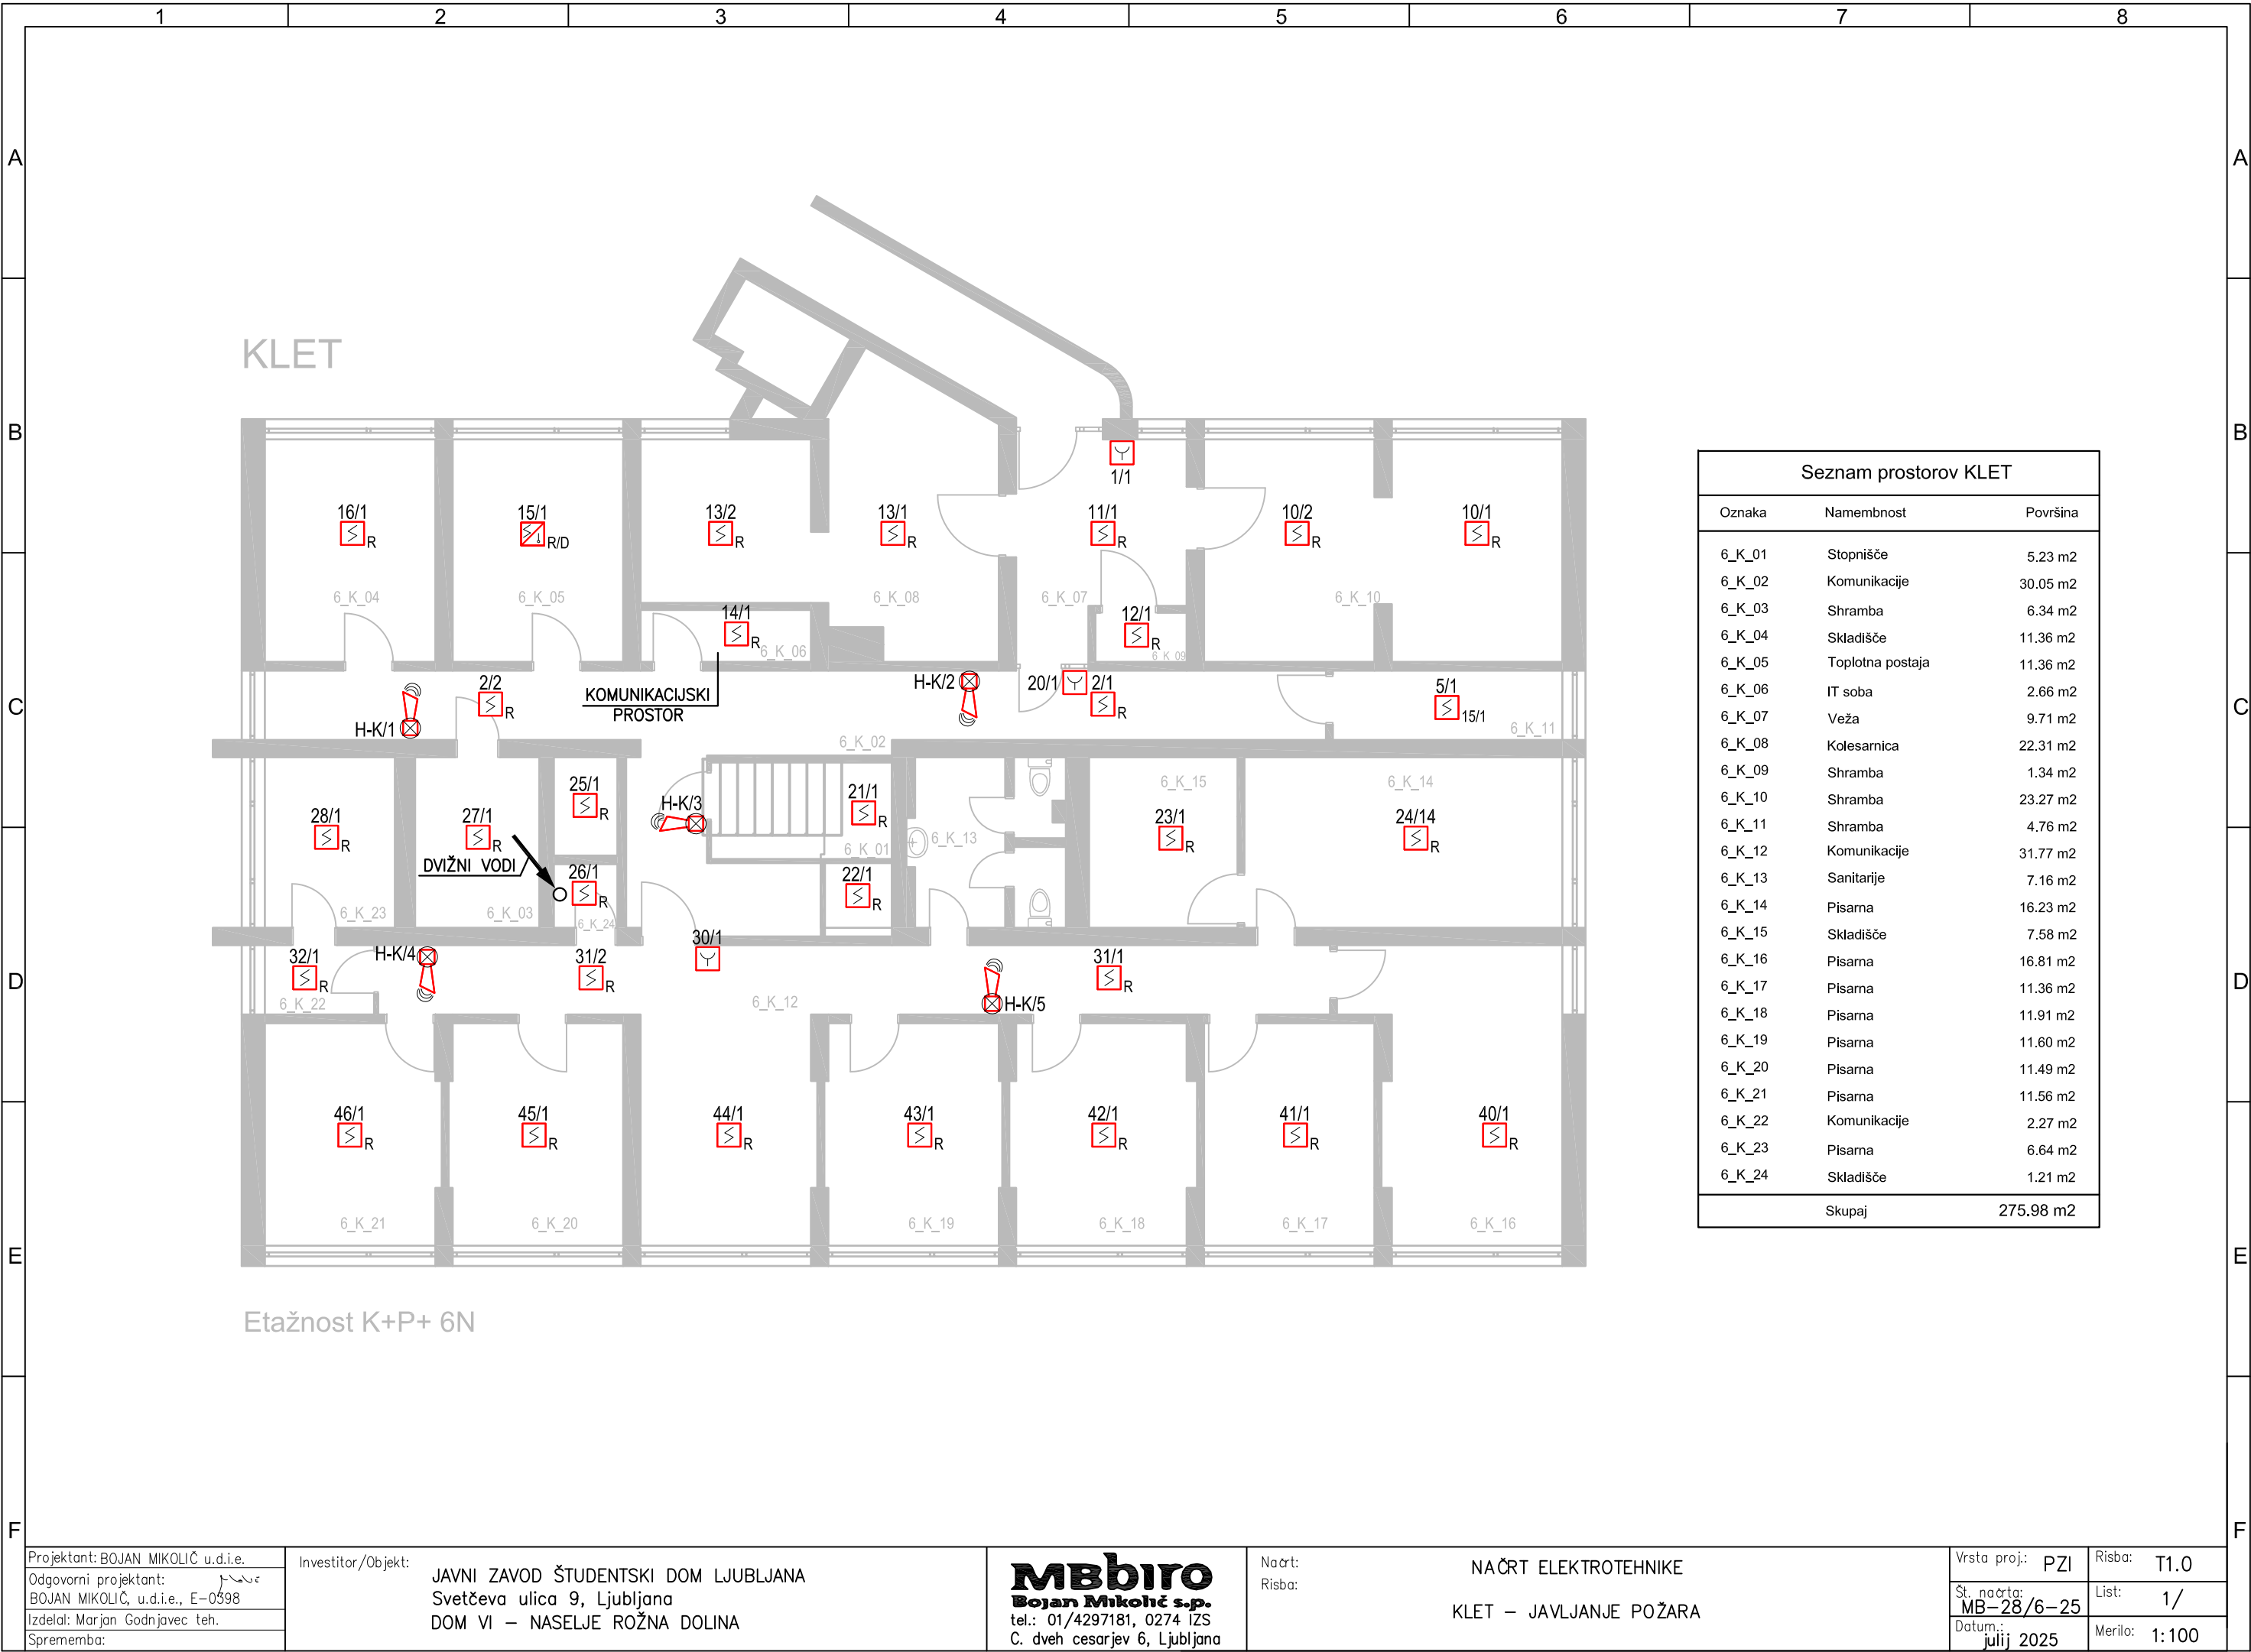 1 2 3 4 5 6 7 8
A A
B B
C C
D D
E E
F F
KLET
1/1
16/1 R
15/1 R/D
13/2 R
13/1 R
11/1 R
10/2 R
10/1 R
6_K_04
6_K_05
14/1 R
6_K_06
6_K_08
6_K_07
12/1 R
6_K_09
6_K_10
2/2 R
KOMUNIKACIJSKI
PROSTOR
H-K/1
H-K/2
20/1
2/1 R
5/1 15/1
6_K_11
6_K_02
28/1 R
27/1 R
25/1 R
H-K/3
21/1 R
6_K_01
6_K_13
6_K_15
23/1 R
6_K_14
24/14 R
DVIŽNI VODI
26/1 R
22/1 R
6_K_23
6_K_03
6_K_24
32/1 R
6_K_22
H-K/4
31/2 R
30/1
6_K_12
H-K/5
31/1 R
46/1 R
45/1 R
44/1 R
43/1 R
42/1 R
41/1 R
40/1 R
6_K_21
6_K_20
6_K_19
6_K_18
6_K_17
6_K_16
Etažnost K+P+ 6N
Seznam prostorov KLET
Oznaka Namembnost Površina
6_K_01 Stopnišče 5.23 m2
6_K_02 Komunikacije 30.05 m2
6_K_03 Shramba 6.34 m2
6_K_04 Skladišče 11.36 m2
6_K_05 Toplotna postaja 11.36 m2
6_K_06 IT soba 2.66 m2
6_K_07 Veža 9.71 m2
6_K_08 Kolesarnica 22.31 m2
6_K_09 Shramba 1.34 m2
6_K_10 Shramba 23.27 m2
6_K_11 Shramba 4.76 m2
6_K_12 Komunikacije 31.77 m2
6_K_13 Sanitarije 7.16 m2
6_K_14 Pisarna 16.23 m2
6_K_15 Skladišče 7.58 m2
6_K_16 Pisarna 16.81 m2
6_K_17 Pisarna 11.36 m2
6_K_18 Pisarna 11.91 m2
6_K_19 Pisarna 11.60 m2
6_K_20 Pisarna 11.49 m2
6_K_21 Pisarna 11.56 m2
6_K_22 Komunikacije 2.27 m2
6_K_23 Pisarna 6.64 m2
6_K_24 Skladišče 1.21 m2
Skupaj 275.98 m2
Projektant: BOJAN MIKOLIČ u.d.i.e.
Odgovorni projektant:
BOJAN MIKOLIČ, u.d.i.e., E-0398
Izdelal: Marjan Godnjavec teh.
Sprememba:
Investitor/Objekt:
JAVNI ZAVOD ŠTUDENTSKI DOM LJUBLJANA
Svetčeva ulica 9, Ljubljana
DOM VI – NASELJE ROŽNA DOLINA
MBbiro
Bojan Mikolič s.p.
tel.: 01/4297181, 0274 IZS
C. dveh cesarjev 6, Ljubljana
Načrt: NAČRT ELEKTROTEHNIKE
Risba: KLET – JAVLJANJE POŽARA
Vrsta proj.: PZI
Št. načrta: MB-28/6-25
Datum.: julij 2025
Risba: T1.0
List: 1/
Merilo: 1:100